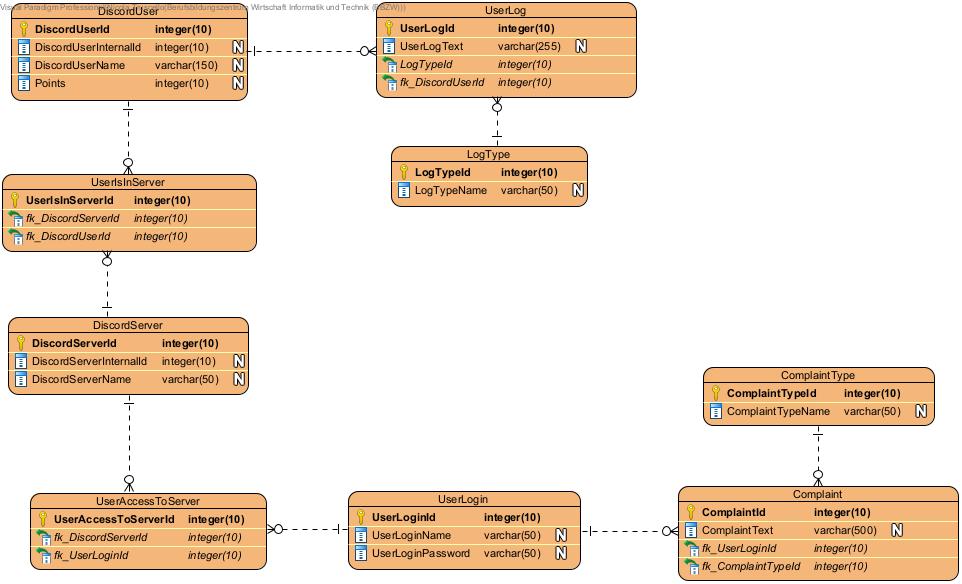 Visual Paradigm Professional
(Berufsbildungszentrum Wirtschaft Informatik und Technik
DiscordUser
DiscordUserId integer(10)
DiscordUserInternalId integer(10) N
DiscordUserName varchar(150) N
Points integer(10) N
UserLog
UserLogId integer(10)
UserLogText varchar(255) N
LogTypeId integer(10)
fk_DiscordUserId integer(10)
LogType
LogTypeId integer(10)
LogTypeName varchar(50) N
UserIsInServer
UserIsInServerId integer(10)
fk_DiscordServerId integer(10)
fk_DiscordUserId integer(10)
DiscordServer
DiscordServerId integer(10)
DiscordServerInternalId integer(10) N
DiscordServerName varchar(50) N
ComplaintType
ComplaintTypeId integer(10)
ComplaintTypeName varchar(50) N
UserAccessToServer
UserAccessToServerId integer(10)
fk_DiscordServerId integer(10)
fk_UserLoginId integer(10)
UserLogin
UserLoginId integer(10)
UserLoginName varchar(50) N
UserLoginPassword varchar(50) N
Complaint
ComplaintId integer(10)
ComplaintText varchar(500) N
fk_UserLoginId integer(10)
fk_ComplaintTypeId integer(10)